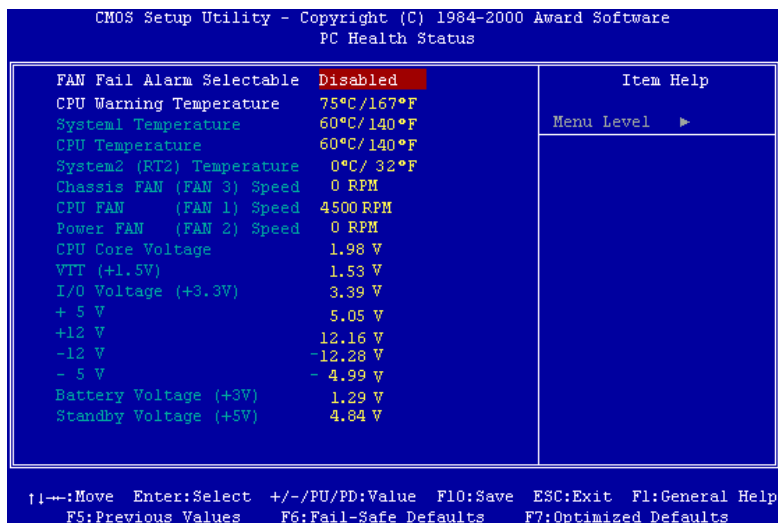 CMOS Setup Utility - Copyright (C) 1984-2000 Award Software
PC Health Status
FAN Fail Alarm Selectable Disabled
CPU Warning Temperature 75°C/167°F
System1 Temperature 60°C/140°F
CPU Temperature 60°C/140°F
System2 (RT2) Temperature 0°C/ 32°F
Chassis FAN (FAN 3) Speed 0 RPM
CPU FAN (FAN 1) Speed 4500 RPM
Power FAN (FAN 2) Speed 0 RPM
CPU Core Voltage 1.98 V
VTT (+1.5V) 1.53 V
I/O Voltage (+3.3V) 3.39 V
+ 5 V 5.05 V
+12 V 12.16 V
-12 V -12.28 V
- 5 V - 4.99 V
Battery Voltage (+3V) 1.29 V
Standby Voltage (+5V) 4.84 V
Item Help
Menu Level ►
↑↓→←:Move Enter:Select +/-/PU/PD:Value F10:Save ESC:Exit F1:General Help
F5:Previous Values F6:Fail-Safe Defaults F7:Optimized Defaults